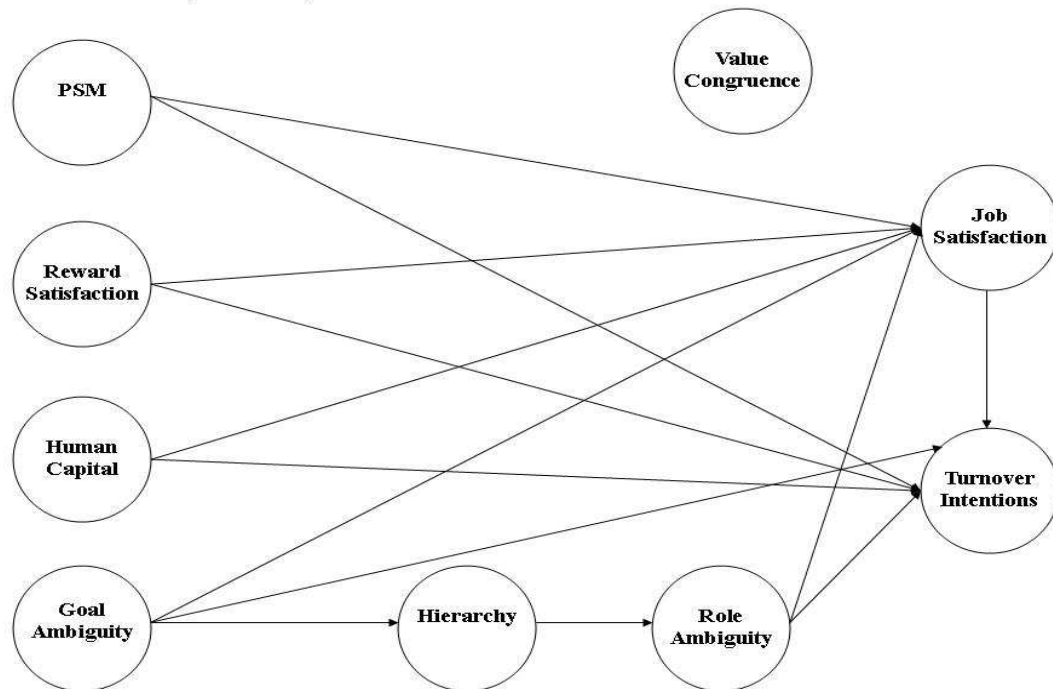 PSM
Value
Congruence
Job
Satisfaction
Reward
Satisfaction
Human
Capital
Turnover
Intentions
Goal
Ambiguity
Hierarchy
Role
Ambiguity